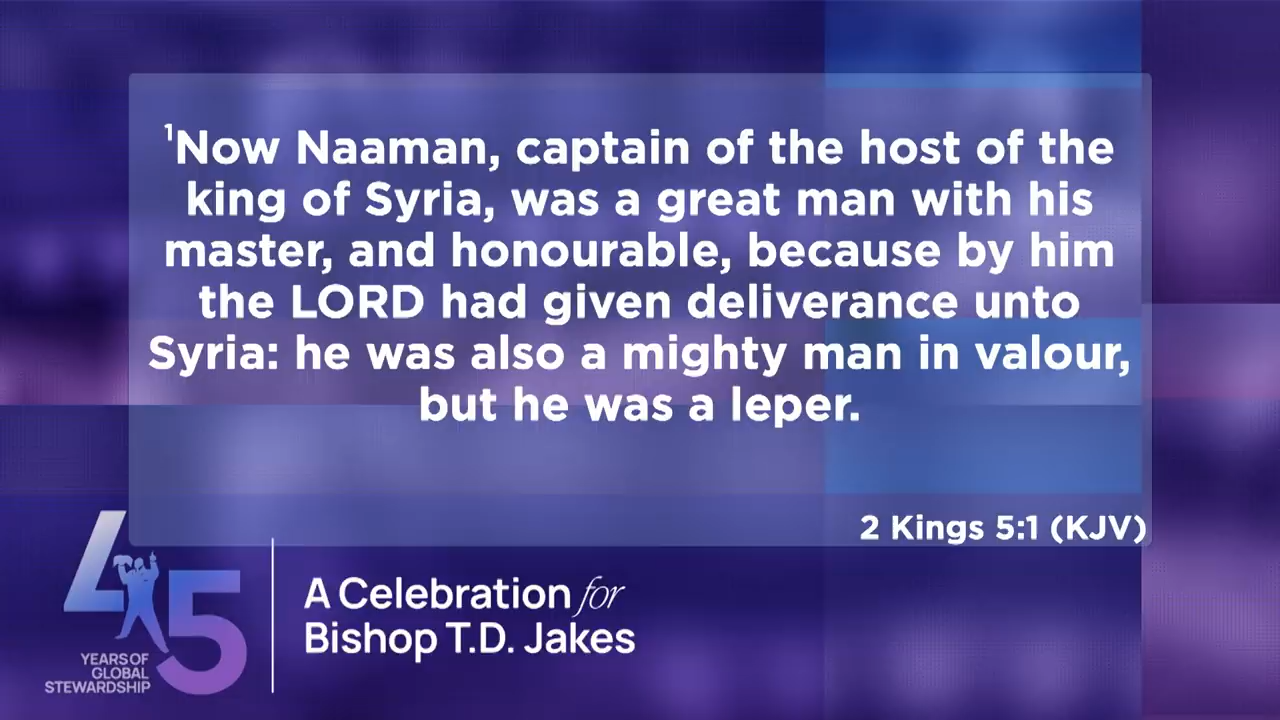 ¹Now Naaman, captain of the host of the
king of Syria, was a great man with his
master, and honourable, because by him
the LORD had given deliverance unto
Syria: he was also a mighty man in valour,
but he was a leper.
2 Kings 5:1 (KJV)
45
YEARS OF
GLOBAL
STEWARDSHIP
A Celebration for
Bishop T.D. Jakes